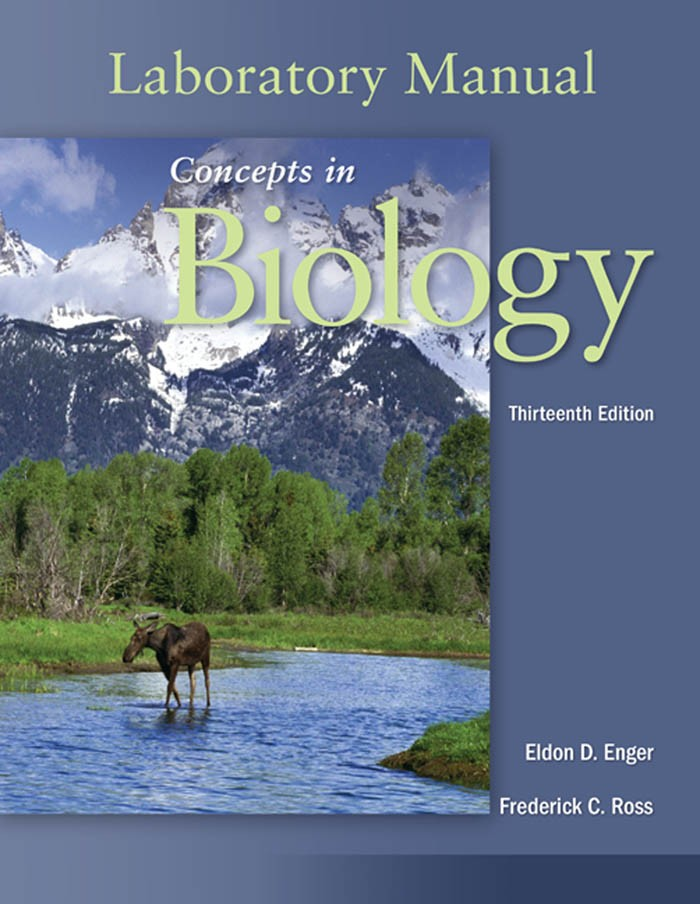 Laboratory Manual
Concepts in
Biology
Thirteenth Edition
Eldon D. Enger
Frederick C. Ross